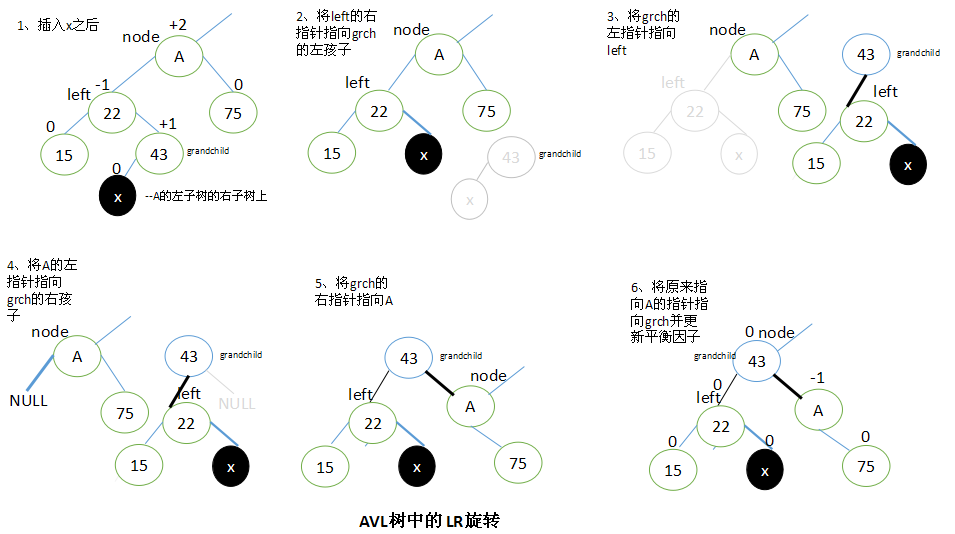 1、插入x之后
+2
node
A
-1
left
22
0
75
0
15
+1
43
grandchild
0
x
--A的左子树的右子树上
2、将left的右
指针指向grch
的左孩子
node
A
left
22
75
15
x
43
grandchild
x
3、将grch的
左指针指向
left
node
A
left
22
75
15
x
43
grandchild
left
22
15
x
4、将A的左
指针指向
grch的右孩
子
node
A
NULL
75
43
grandchild
left
NULL
22
15
x
5、将grch的
右指针指向A
43
grandchild
node
left
A
22
15
x
75
6、将原来指
向A的指针指
向grch并更
新平衡因子
0 node
grandchild
43
0
left
-1
A
22
0
0
0
15
x
75
AVL树中的 LR旋转